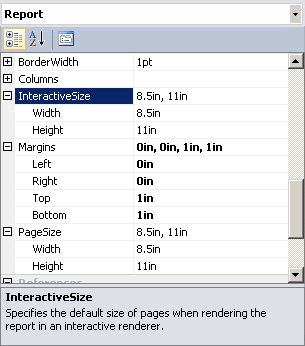 Report
BorderWidth 1pt
Columns
InteractiveSize 8.5in, 11in
Width 8.5in
Height 11in
Margins 0in, 0in, 1in, 1in
Left 0in
Right 0in
Top 1in
Bottom 1in
PageSize 8.5in, 11in
Width 8.5in
Height 11in
References
InteractiveSize
Specifies the default size of pages when rendering the
report in an interactive renderer.